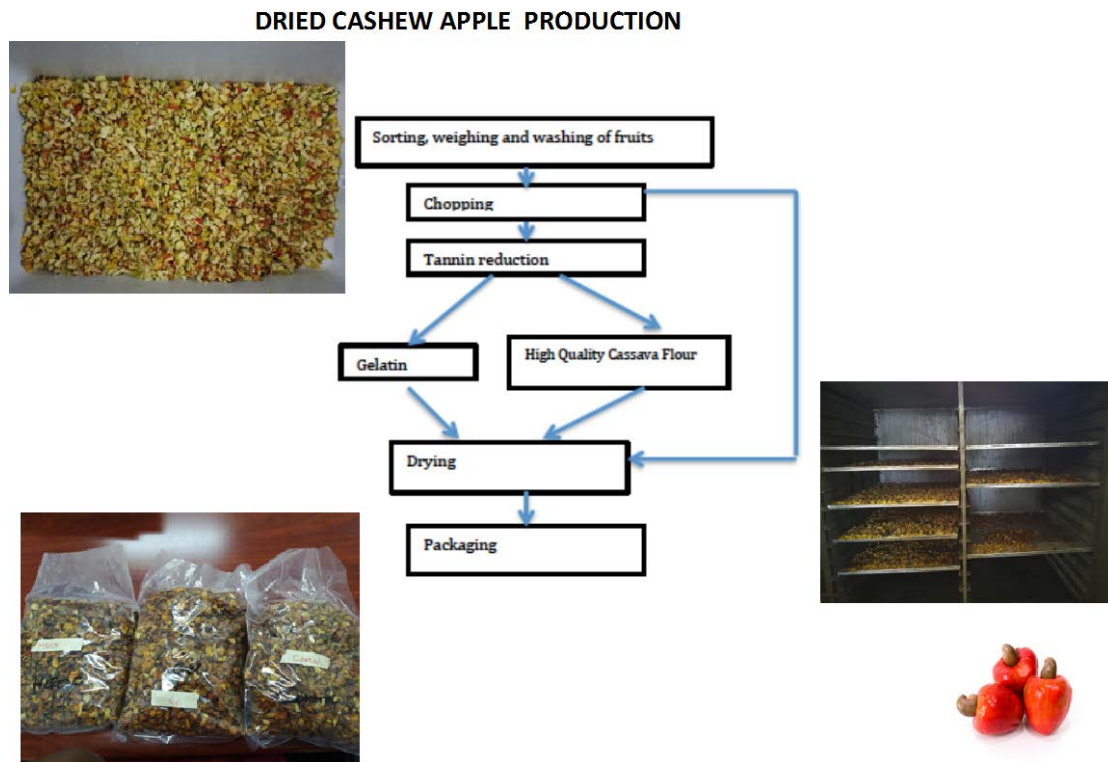 DRIED CASHEW APPLE PRODUCTION
Sorting, weighing and washing of fruits
Chopping
Tannin reduction
Gelatin
High Quality Cassava Flour
Drying
Packaging